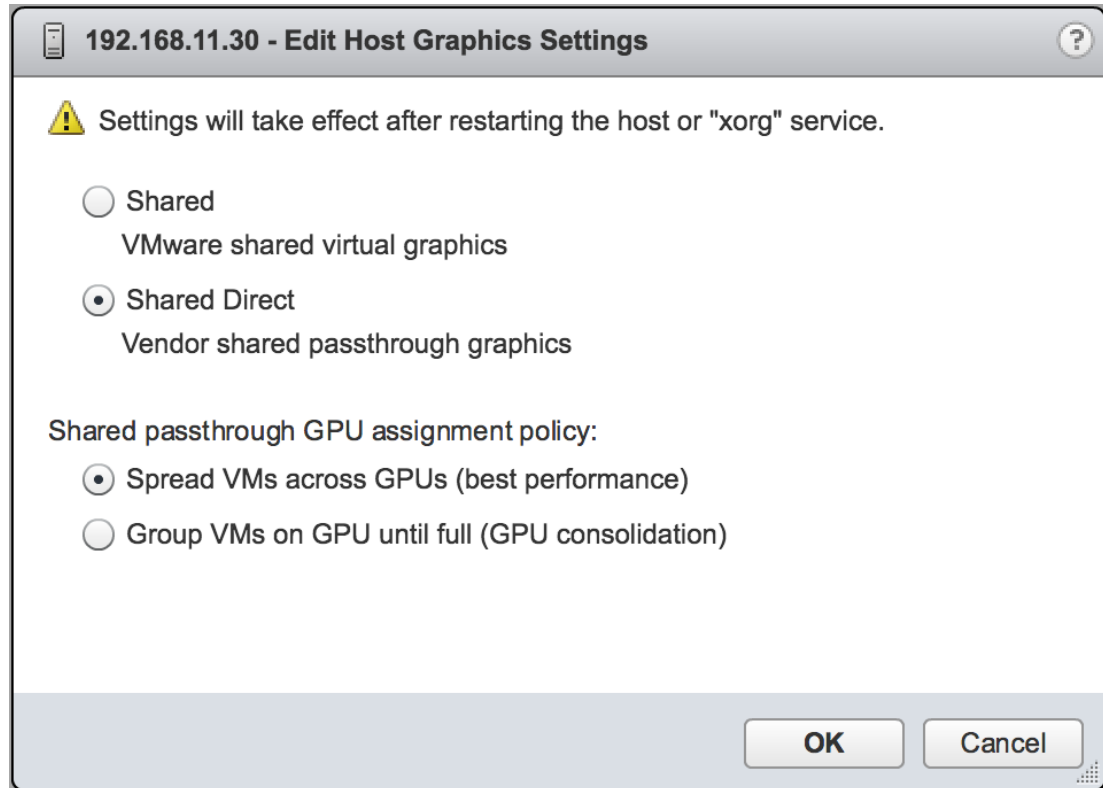 192.168.11.30 - Edit Host Graphics Settings
?
Settings will take effect after restarting the host or "xorg" service.
Shared
VMware shared virtual graphics
Shared Direct
Vendor shared passthrough graphics
Shared passthrough GPU assignment policy:
Spread VMs across GPUs (best performance)
Group VMs on GPU until full (GPU consolidation)
OK
Cancel